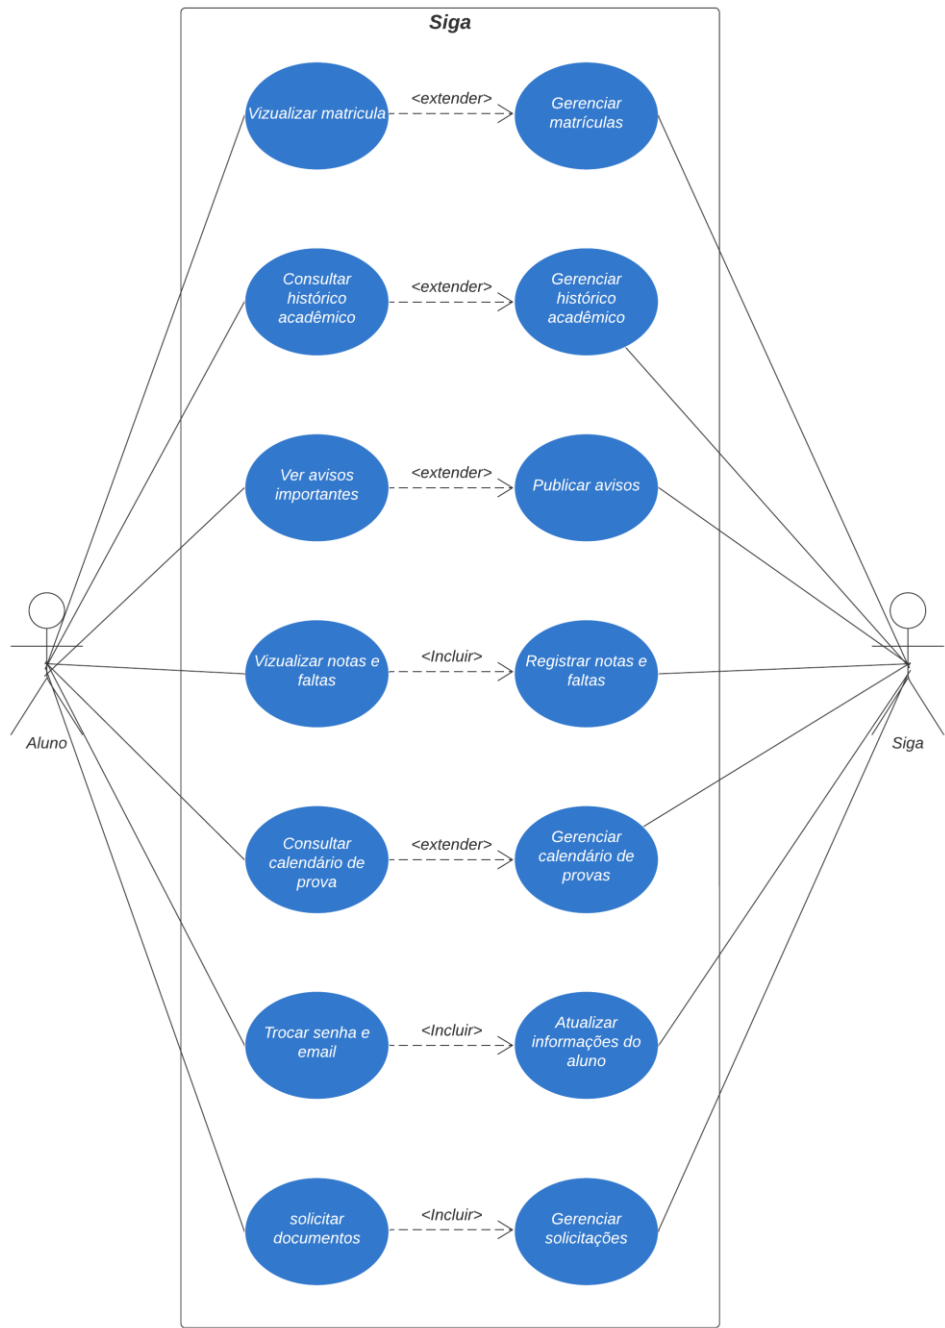 Siga
Vizualizar matricula
<extender>
Gerenciar
matrículas
Consultar
histórico
acadêmico
<extender>
Gerenciar
histórico
acadêmico
Ver avisos
importantes
<extender>
Publicar avisos
Vizualizar notas e
faltas
<Incluir>
Registrar notas e
faltas
Aluno
Siga
Consultar
calendário de
prova
<extender>
Gerenciar
calendário de
provas
Trocar senha e
email
<Incluir>
Atualizar
informações do
aluno
solicitar
documentos
<Incluir>
Gerenciar
solicitações